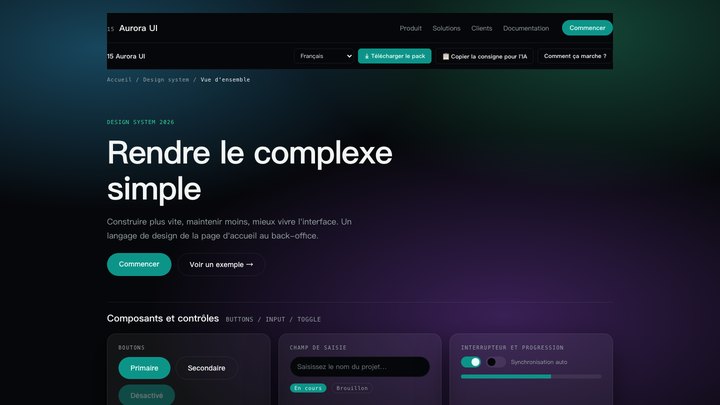 15 Aurora UI
Produit Solutions Clients Documentation Commencer
15 Aurora UI
Français
Télécharger le pack
Copier la consigne pour l'IA
Comment ça marche ?
Accueil / Design system / Vue d'ensemble
DESIGN SYSTEM 2026
Rendre le complexe
simple
Construire plus vite, maintenir moins, mieux vivre l'interface. Un
langage de design de la page d'accueil au back-office.
Commencer
Voir un exemple →
Composants et contrôles BUTTONS / INPUT / TOGGLE
BOUTONS
Primaire
Secondaire
Désactivé
CHAMP DE SAISIE
Saisissez le nom du projet…
En cours
Brouillon
INTERRUPTEUR ET PROGRESSION
Synchronisation auto